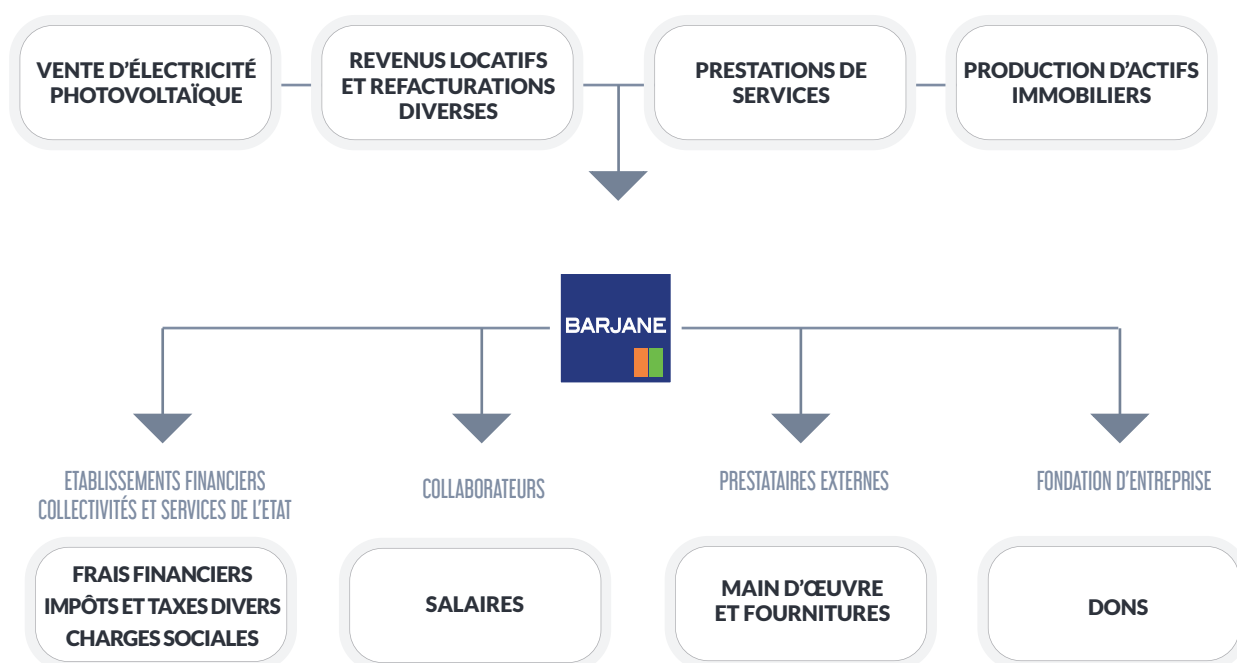 VENTE D'ÉLECTRICITÉ
PHOTOVOLTAÏQUE
REVENUS LOCATIFS
ET REFACTURATIONS
DIVERSES
PRESTATIONS DE
SERVICES
PRODUCTION D'ACTIFS
IMMOBILIERS
BARJANE
ETABLISSEMENTS FINANCIERS
COLLECTIVITÉS ET SERVICES DE L'ETAT
COLLABORATEURS
PRESTATAIRES EXTERNES
FONDATION D'ENTREPRISE
FRAIS FINANCIERS
IMPÔTS ET TAXES DIVERS
CHARGES SOCIALES
SALAIRES
MAIN D'ŒUVRE
ET FOURNITURES
DONS